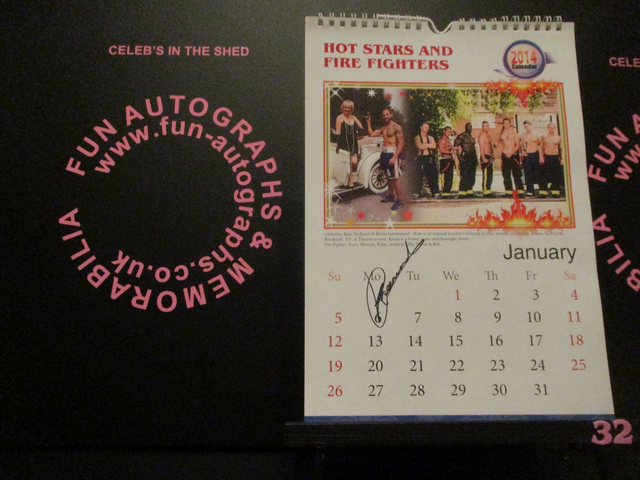 CELEB'S IN THE SHED
FUN AUTOGRAPHS & MEMORABILIA
www.fun-autographs.co.uk
HOT STARS AND
FIRE FIGHTERS
2014
Calendar
January
Su Mo Tu We Th Fr Sa
1 2 3 4
5 7 8 9 10 11
12 13 14 15 16 17 18
19 20 21 22 23 24 25
26 27 28 29 30 31
CELEB
FUN A
32